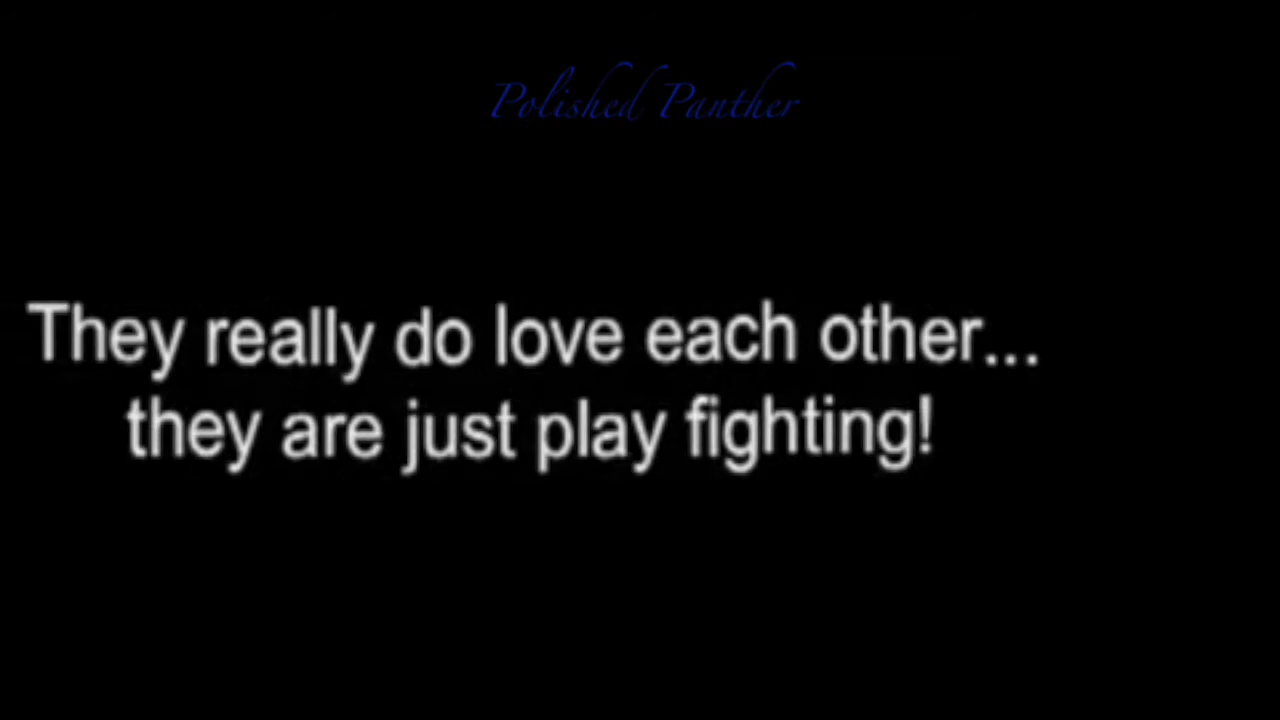 Polished Panther
They really do love each other...
they are just play fighting!